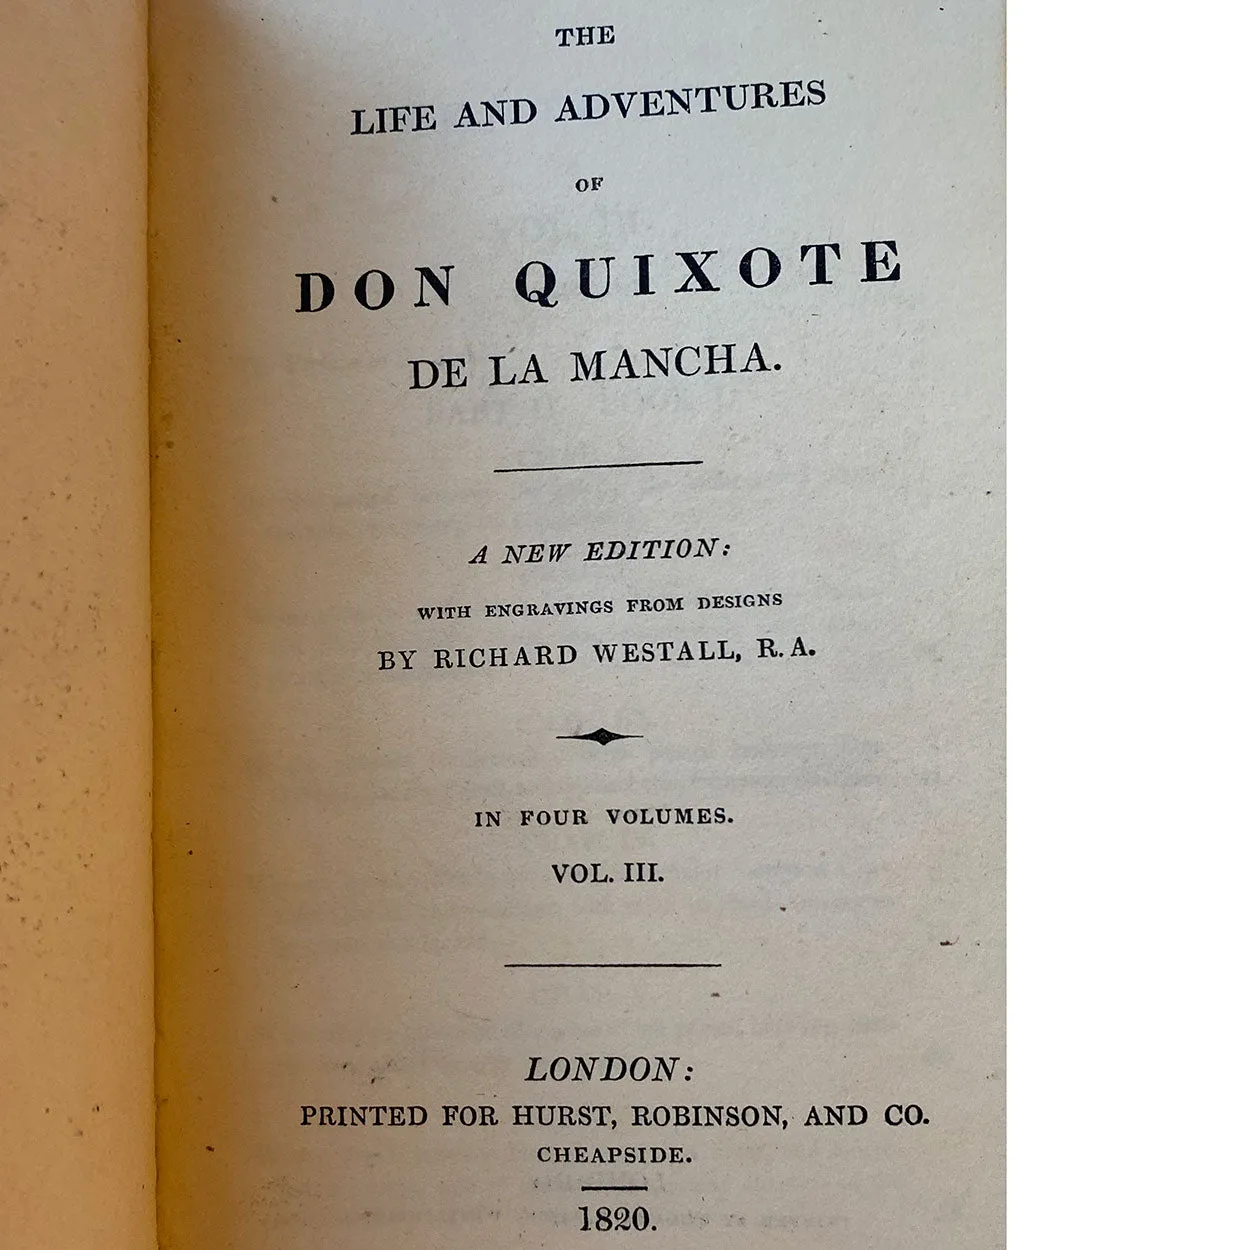 THE
LIFE AND ADVENTURES
OF
DON QUIXOTE
DE LA MANCHA.
A NEW EDITION:
WITH ENGRAVINGS FROM DESIGNS
BY RICHARD WESTALL, R. A.
IN FOUR VOLUMES.
VOL. III.
LONDON:
PRINTED FOR HURST, ROBINSON, AND CO.
CHEAPSIDE.
1820.